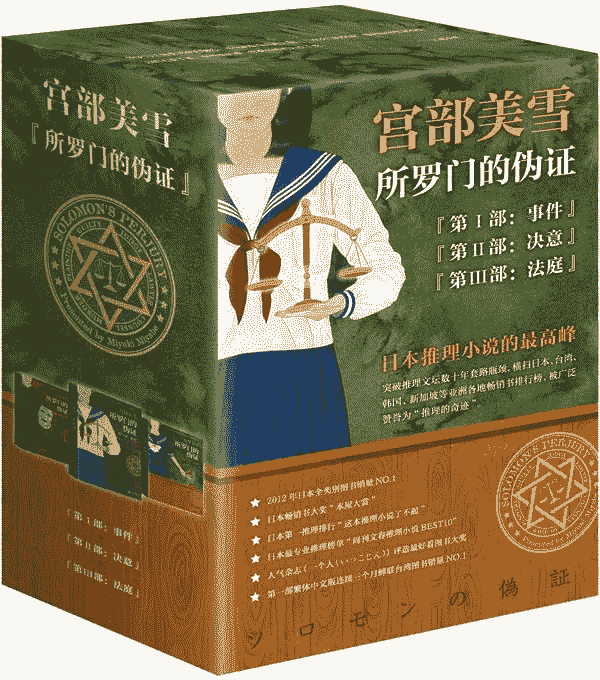 宫部美雪
『所罗门的伪证』
SOLOMON'S PERJURY
Presented by Miyuki Miyabe
『第Ⅰ部：事件』
『第Ⅱ部：决意』
『第Ⅲ部：法庭』
宫部美雪
所罗门的伪证
『第Ⅰ部：事件』
『第Ⅱ部：决意』
『第Ⅲ部：法庭』
日本推理小说的最高峰
突破推理文坛数十年套路瓶颈，横扫日本、台湾、
韩国、新加坡等亚洲各地畅销书排行榜，被广泛
赞誉为“推理的奇迹”
★ 2012年日本全类别图书销量NO.1
★ 日本畅销书大奖“本屋大赏”
★ 日本第一推理排行“这本推理小说了不起”
★ 日本最专业推理榜单“周刊文春推理小说BEST10”
★ 人气杂志《一个人（いっこじん）》评选最好看图书大奖
★ 第一部繁体中文版连续三个月蝉联台湾图书销量NO.1
SOLOMON'S PERJURY
ソロモンの偽証